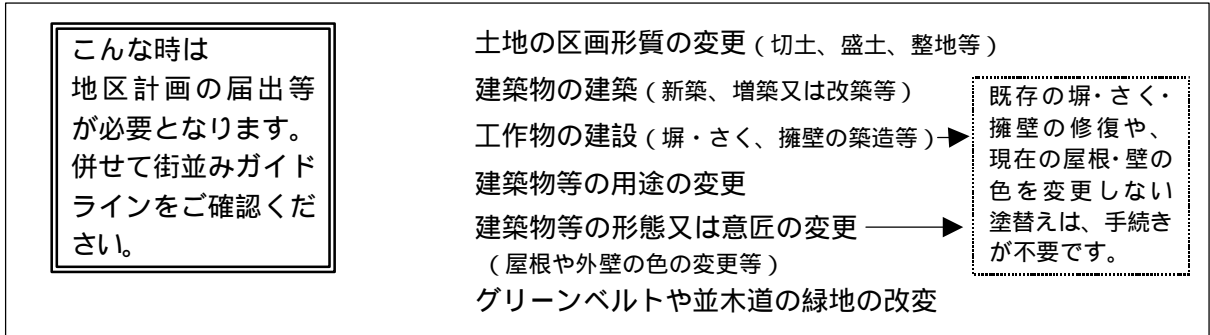 こんな時は
地区計画の届出等
が必要となります。
併せて街並みガイド
ラインをご確認くだ
さい。
土地の区画形質の変更（切土、盛土、整地等）
建築物の建築（新築、増築又は改築等）
工作物の建設（塀・さく、擁壁の築造等）
建築物等の用途の変更
建築物等の形態又は意匠の変更
（屋根や外壁の色の変更等）
グリーンベルトや並木道の緑地の改変
既存の塀・さく・
擁壁の修復や、
現在の屋根・壁の
色を変更しない
塗替えは、手続き
が不要です。